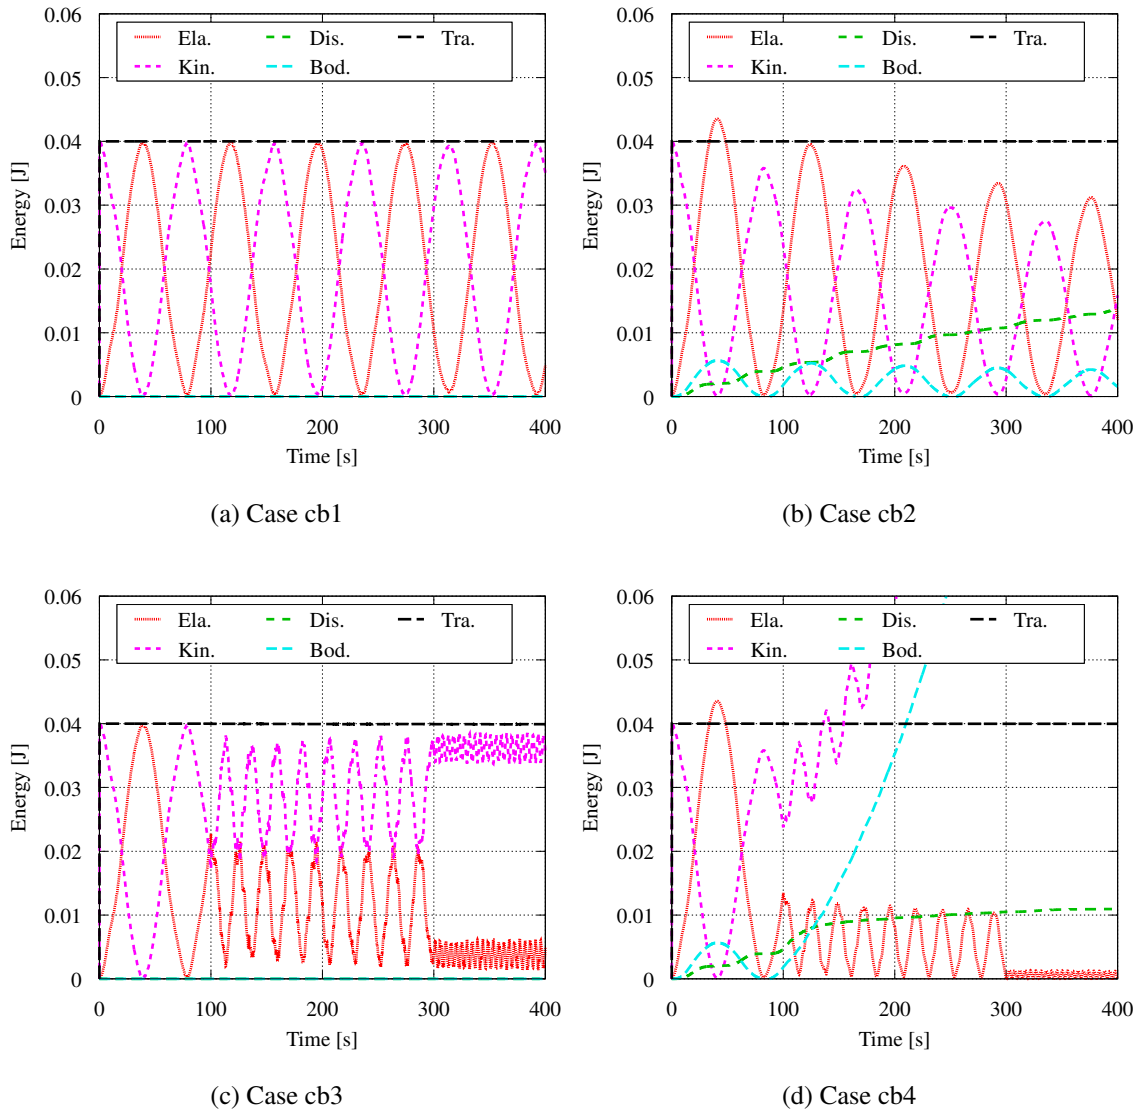 0.06
0.05
0.04
0.03
0.02
0.01
0
Energy [J]
Ela. Dis. Tra.
Kin. Bod.
0 100 200 300 400
Time [s]
(a) Case cb1
0.06
0.05
0.04
0.03
0.02
0.01
0
Energy [J]
Ela. Dis. Tra.
Kin. Bod.
0 100 200 300 400
Time [s]
(b) Case cb2
0.06
0.05
0.04
0.03
0.02
0.01
0
Energy [J]
Ela. Dis. Tra.
Kin. Bod.
0 100 200 300 400
Time [s]
(c) Case cb3
0.06
0.05
0.04
0.03
0.02
0.01
0
Energy [J]
Ela. Dis. Tra.
Kin. Bod.
0 100 200 300 400
Time [s]
(d) Case cb4